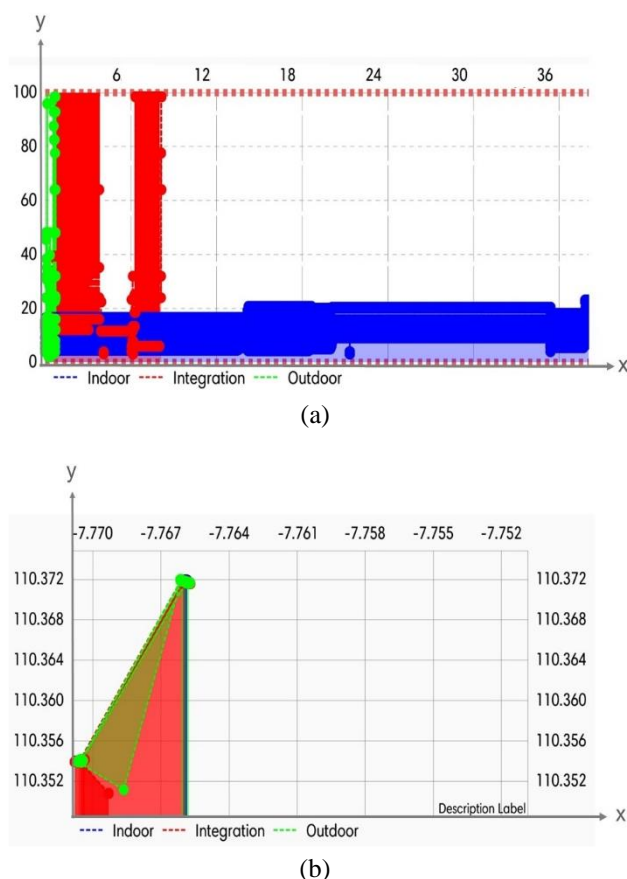 y
6 12 18 24 30 36
100
80
60
40
20
0
x
Indoor Integration Outdoor
(a)
y
-7.770 -7.767 -7.764 -7.761 -7.758 -7.755 -7.752
110.372 110.372
110.368 110.368
110.364 110.364
110.360 110.360
110.356 110.356
110.352 110.352
Description Label
x
Indoor Integration Outdoor
(b)